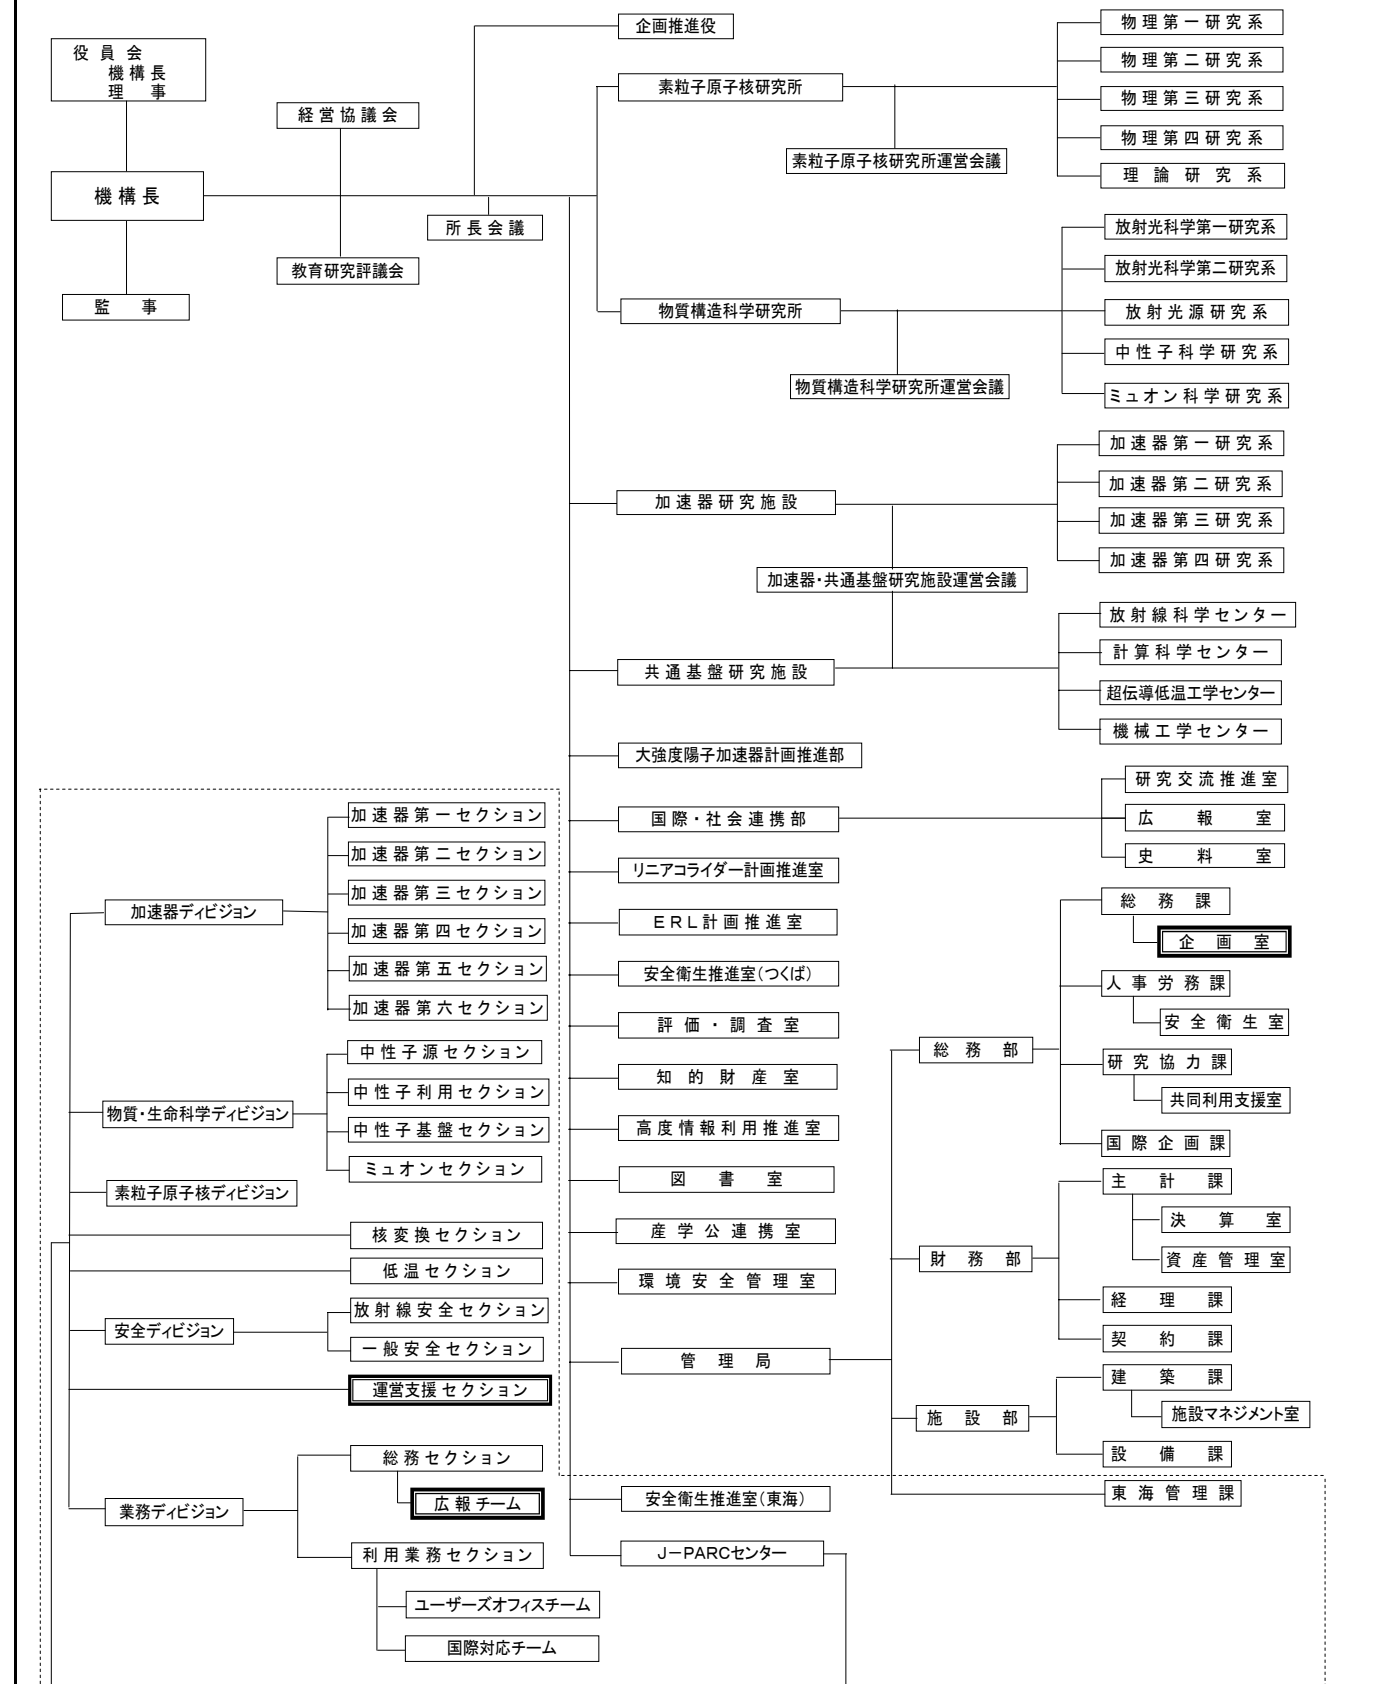 役員会
機構長
理事
機構長
監事
経営協議会
教育研究評議会
所長会議
企画推進役
素粒子原子核研究所
素粒子原子核研究所運営会議
物理第一研究系
物理第二研究系
物理第三研究系
物理第四研究系
理論研究系
物質構造科学研究所
物質構造科学研究所運営会議
放射光科学第一研究系
放射光科学第二研究系
放射光源研究系
中性子科学研究系
ミュオン科学研究系
加速器研究施設
加速器第一研究系
加速器第二研究系
加速器第三研究系
加速器第四研究系
加速器・共通基盤研究施設運営会議
共通基盤研究施設
放射線科学センター
計算科学センター
超伝導低温工学センター
機械工学センター
大強度陽子加速器計画推進部
国際・社会連携部
研究交流推進室
広報室
史料室
リニアコライダー計画推進室
ERL計画推進室
安全衛生推進室(つくば)
評価・調査室
知的財産室
高度情報利用推進室
図書室
産学公連携室
環境安全管理室
管理局
総務部
総務課
企画室
人事労務課
安全衛生室
研究協力課
共同利用支援室
国際企画課
財務部
主計課
決算室
資産管理室
経理課
契約課
施設部
建築課
施設マネジメント室
設備課
東海管理課
安全衛生推進室(東海)
J-PARCセンター
加速器ディビジョン
加速器第一セクション
加速器第二セクション
加速器第三セクション
加速器第四セクション
加速器第五セクション
加速器第六セクション
物質・生命科学ディビジョン
中性子源セクション
中性子利用セクション
中性子基盤セクション
ミュオンセクション
素粒子原子核ディビジョン
核変換セクション
低温セクション
安全ディビジョン
放射線安全セクション
一般安全セクション
運営支援セクション
業務ディビジョン
総務セクション
広報チーム
利用業務セクション
ユーザーズオフィスチーム
国際対応チーム